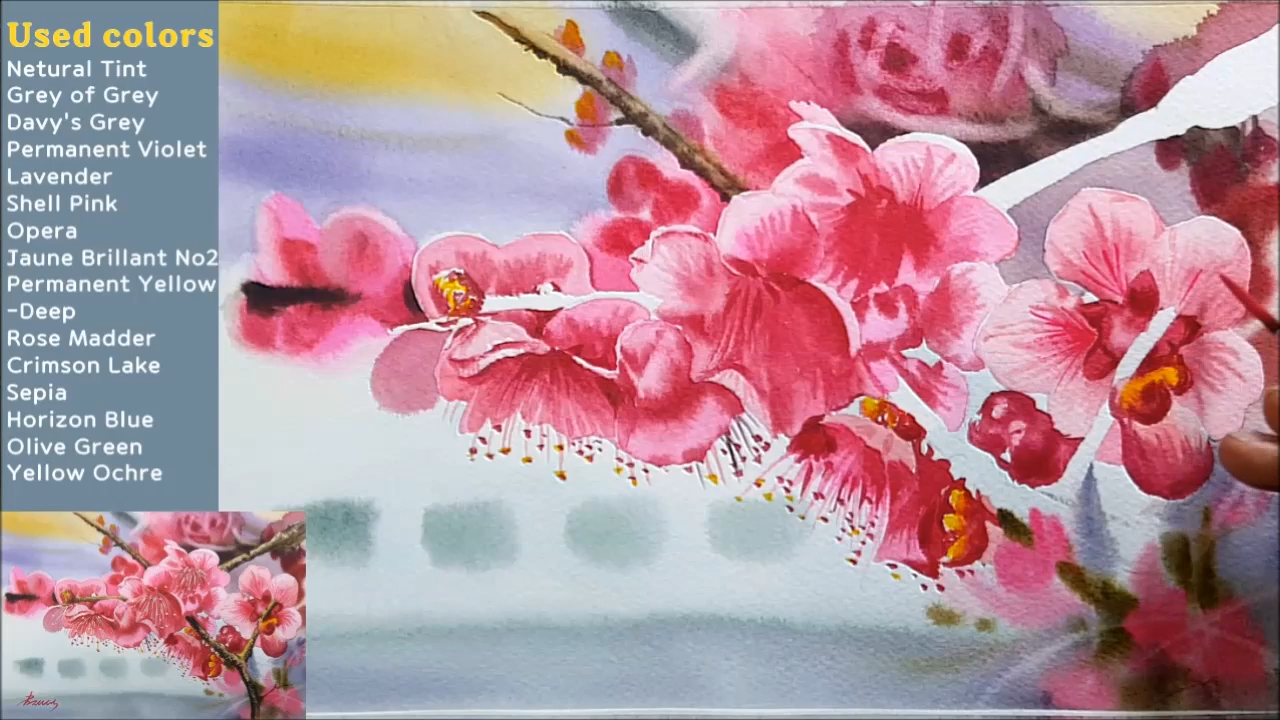 Used colors
Netural Tint
Grey of Grey
Davy's Grey
Permanent Violet
Lavender
Shell Pink
Opera
Jaune Brillant No2
Permanent Yellow
-Deep
Rose Madder
Crimson Lake
Sepia
Horizon Blue
Olive Green
Yellow Ochre